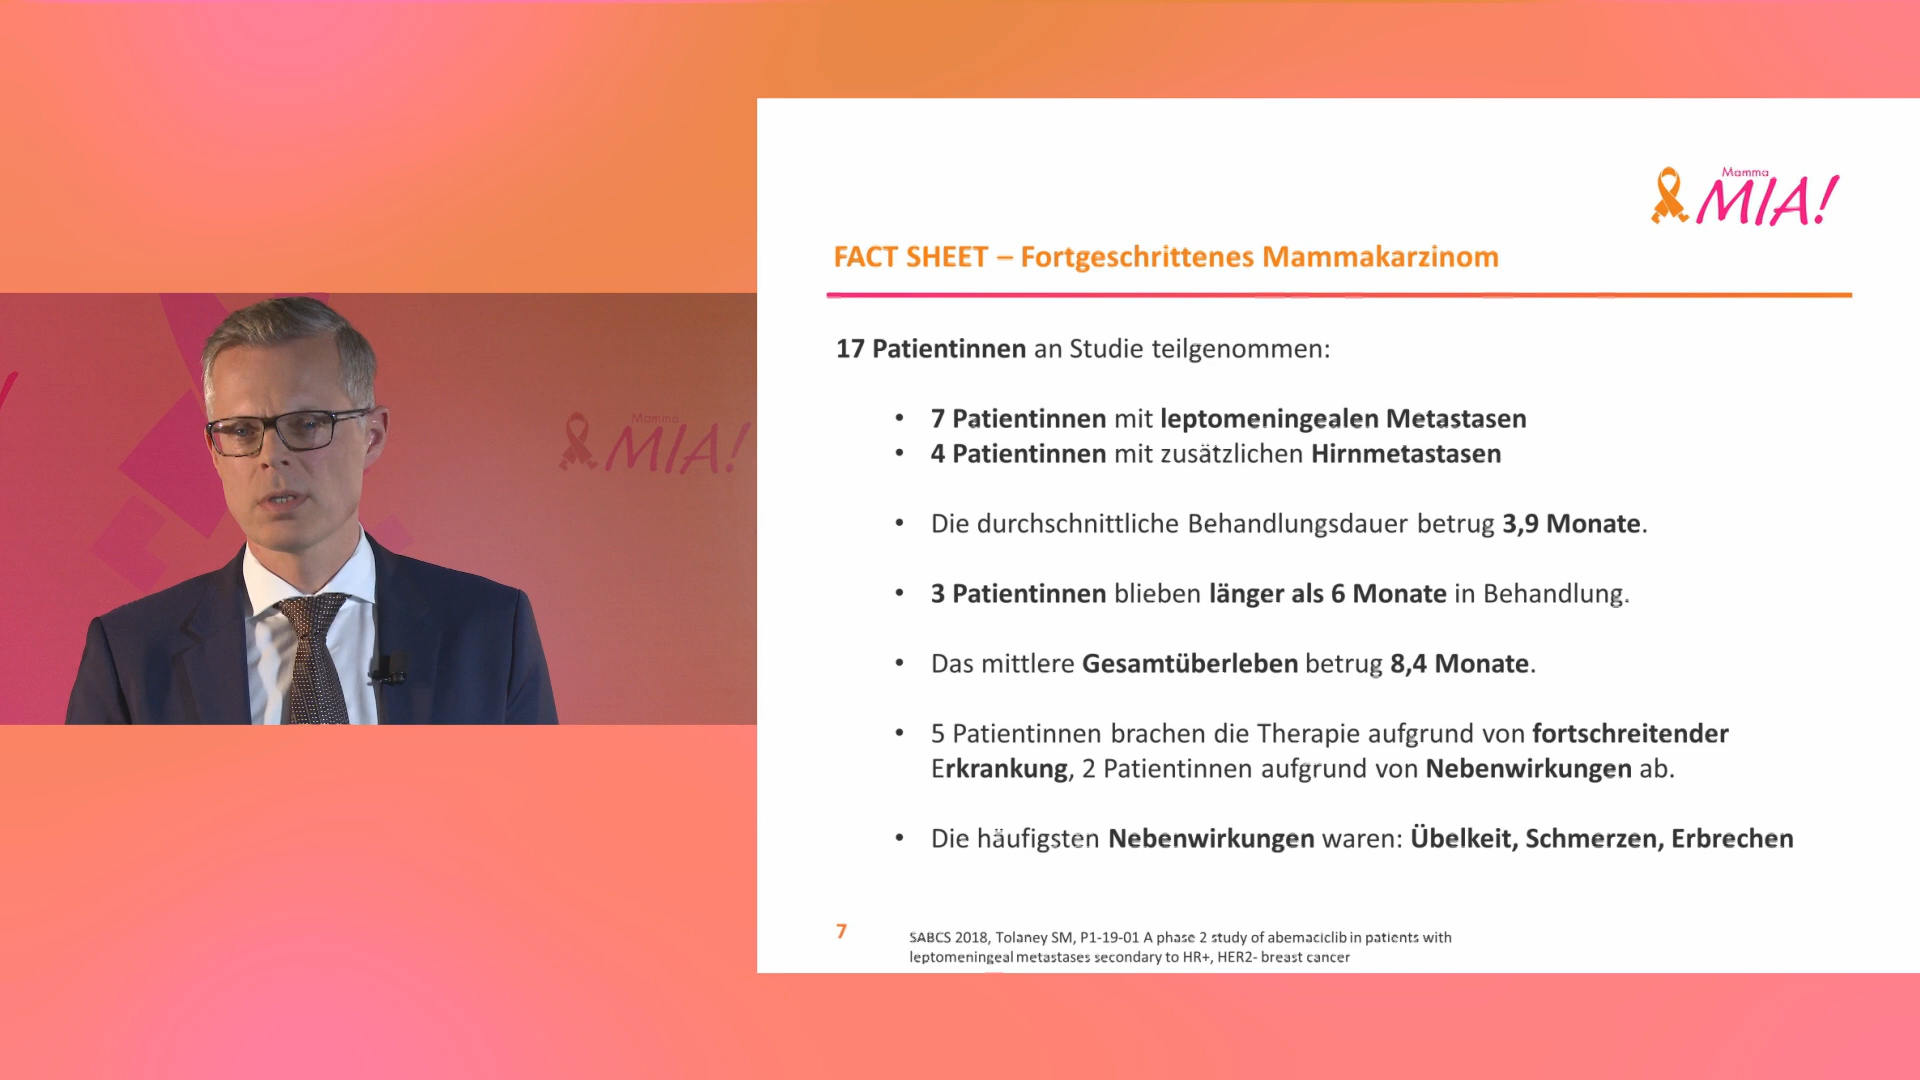 Mamma
MIA!
Mamma
MIA!
FACT SHEET – Fortgeschrittenes Mammakarzinom
17 Patientinnen an Studie teilgenommen:
• 7 Patientinnen mit leptomeningealen Metastasen
• 4 Patientinnen mit zusätzlichen Hirnmetastasen
• Die durchschnittliche Behandlungsdauer betrug 3,9 Monate.
• 3 Patientinnen blieben länger als 6 Monate in Behandlung.
• Das mittlere Gesamtüberleben betrug 8,4 Monate.
• 5 Patientinnen brachen die Therapie aufgrund von fortschreitender
Erkrankung, 2 Patientinnen aufgrund von Nebenwirkungen ab.
• Die häufigsten Nebenwirkungen waren: Übelkeit, Schmerzen, Erbrechen
7
SABCS 2018, Tolaney SM, P1-19-01 A phase 2 study of abemaciclib in patients with
leptomeningeal metastases secondary to HR+, HER2- breast cancer